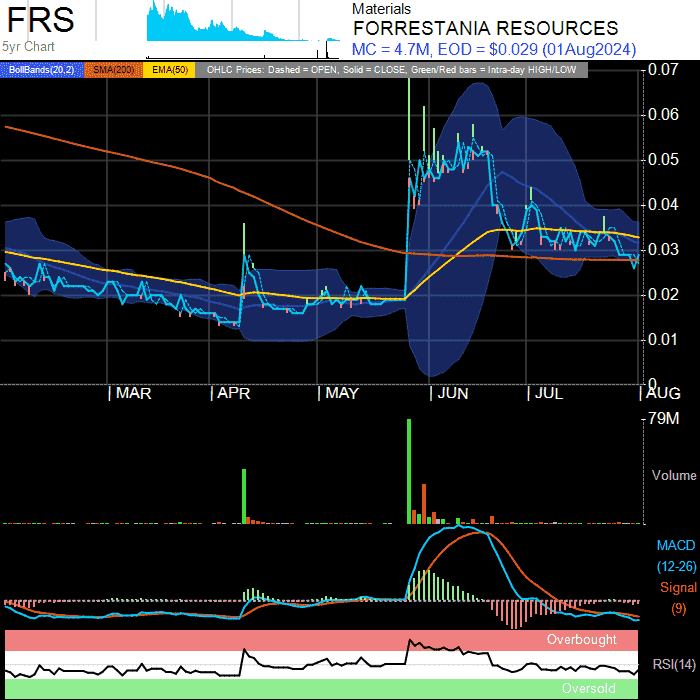 FRS
5yr Chart
Materials
FORRESTANIA RESOURCES
MC = 4.7M, EOD = $0.029 (01Aug2024)
BollBands(20,2) SMA(200) EMA(50) OHLC Prices: Dashed = OPEN, Solid = CLOSE, Green/Red bars = Intra-day HIGH/LOW
0.07
0.06
0.05
0.04
0.03
0.02
0.01
0
MAR APR MAY JUN JUL AUG
79M
Volume
MACD
(12-26)
Signal
(9)
Overbought
RSI(14)
Oversold